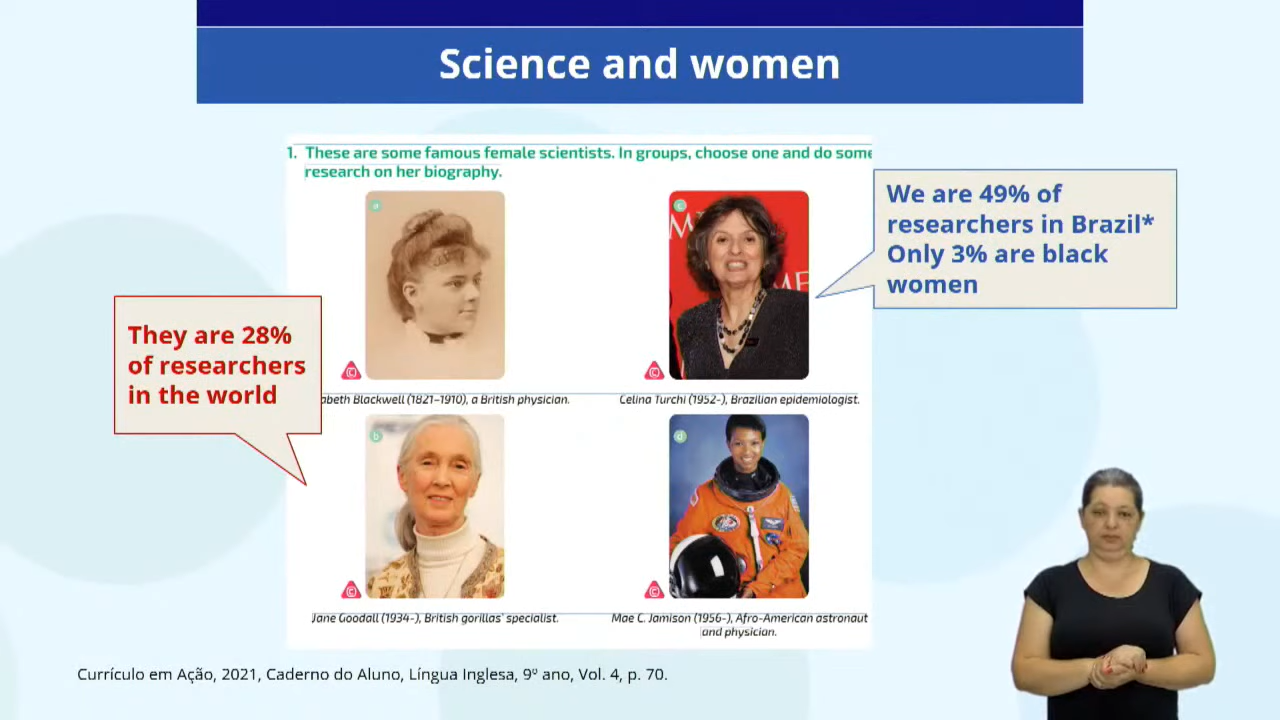 Science and women
1. These are some famous female scientists. In groups, choose one and do some
research on her biography.
a
c
We are 49% of
researchers in Brazil*
Only 3% are black
women
They are 28%
of researchers
in the world
abeth Blackwell (1821–1910), a British physician.
Celina Turchi (1952-), Brazilian epidemiologist.
b
d
Jane Goodall (1934-), British gorillas' specialist.
Mae C. Jamison (1956-), Afro-American astronaut
and physician.
Currículo em Ação, 2021, Caderno do Aluno, Língua Inglesa, 9º ano, Vol. 4, p. 70.